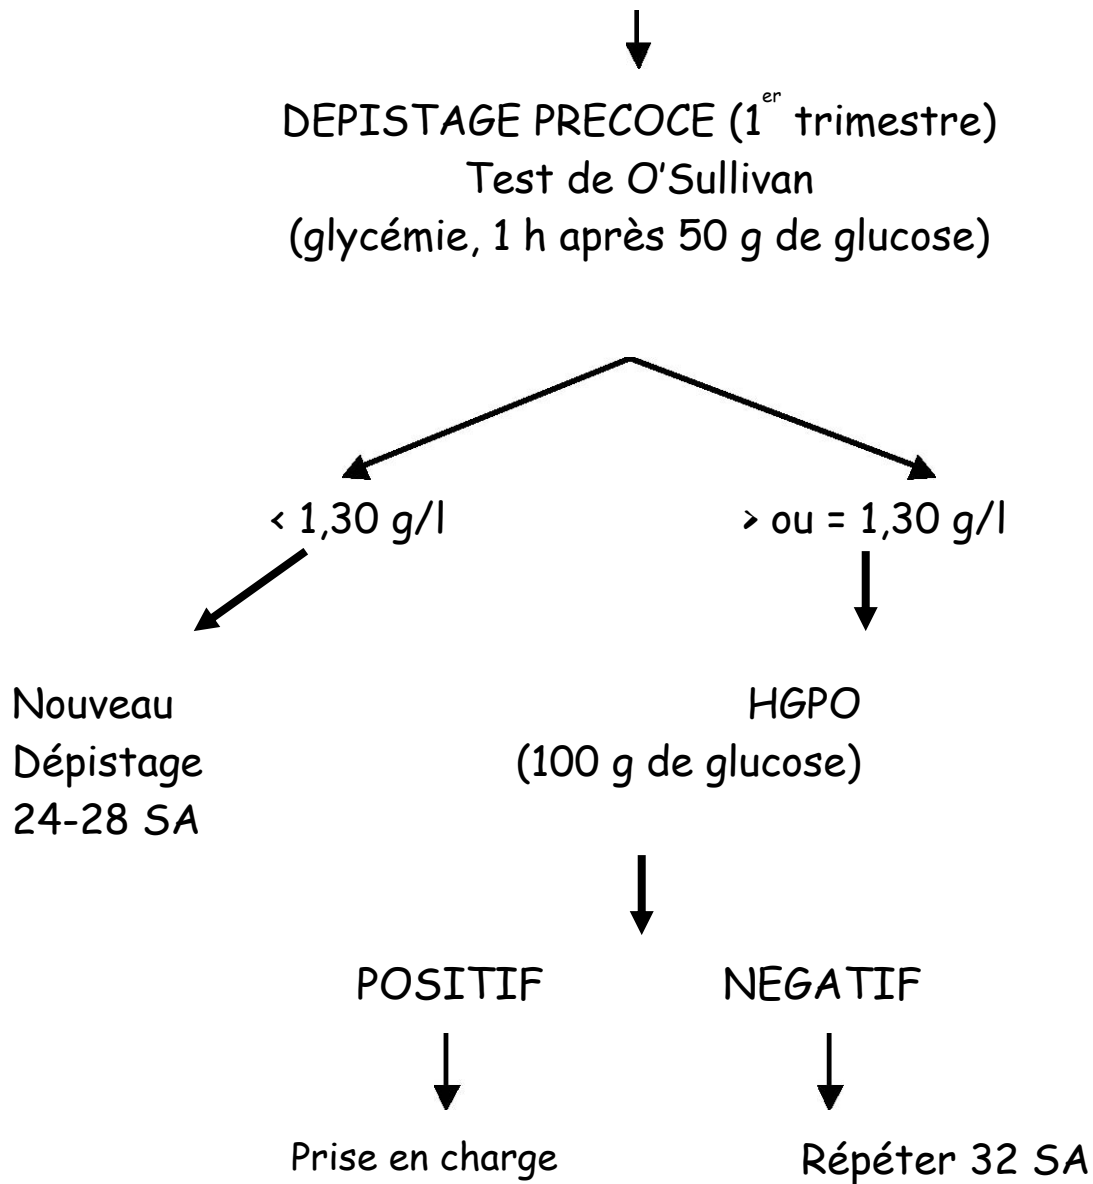 DEPISTAGE PRECOCE (1er trimestre)
Test de O'Sullivan
(glycémie, 1 h après 50 g de glucose)
< 1,30 g/l
> ou = 1,30 g/l
Nouveau
Dépistage
24-28 SA
HGPO
(100 g de glucose)
POSITIF
NEGATIF
Prise en charge
Répéter 32 SA